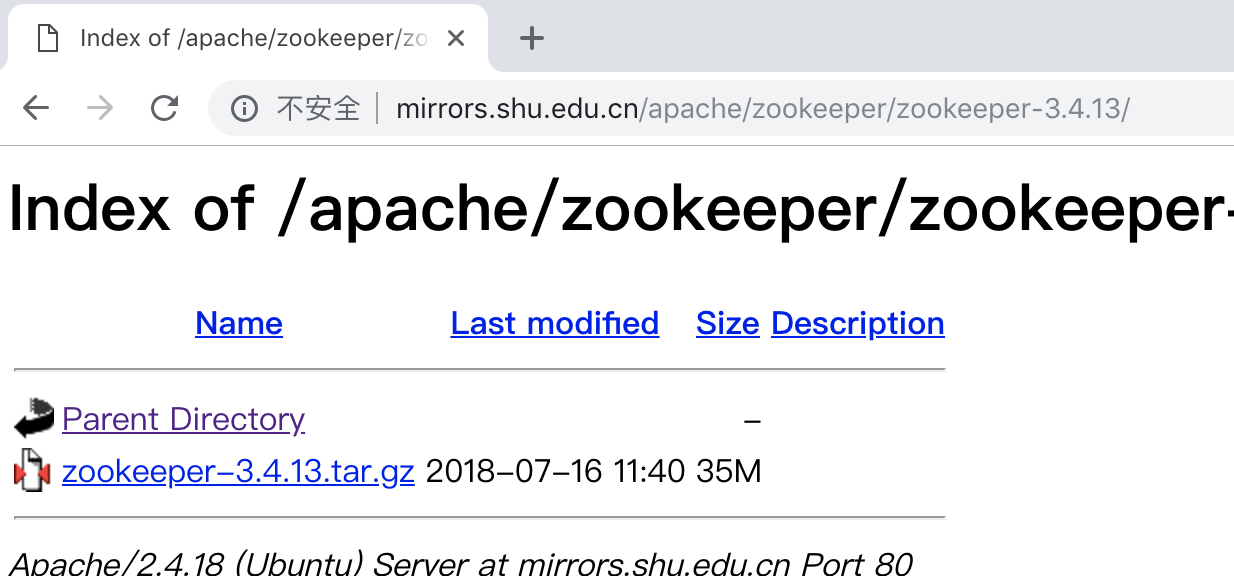 Index of /apache/zookeeper/zo
不安全 mirrors.shu.edu.cn/apache/zookeeper/zookeeper-3.4.13/
Index of /apache/zookeeper/zookeeper-
Name Last modified Size Description
Parent Directory –
zookeeper-3.4.13.tar.gz 2018-07-16 11:40 35M
Apache/2.4.18 (Ubuntu) Server at mirrors.shu.edu.cn Port 80